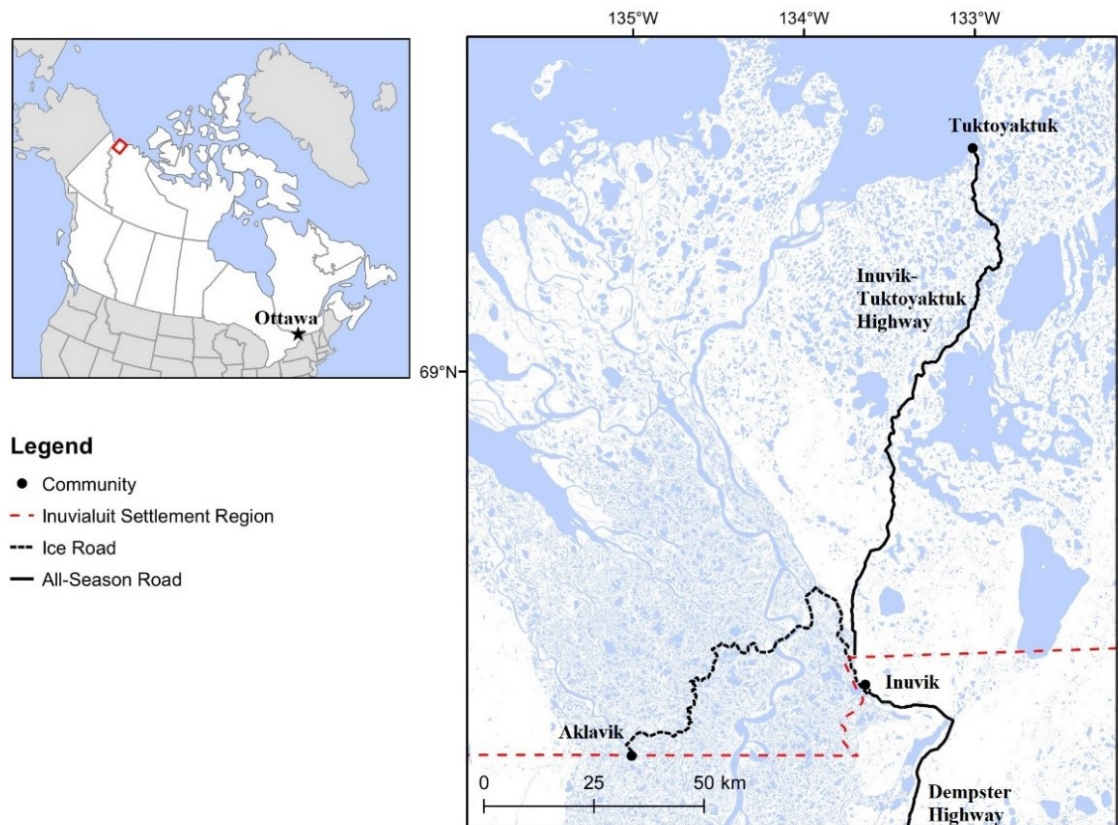 135°W 134°W 133°W
Tuktoyaktuk
Ottawa
Inuvik-
Tuktoyaktuk
Highway
69°N
Legend
Community
Inuvialuit Settlement Region
Ice Road
All-Season Road
Inuvik
Aklavik
0 25 50 km
Dempster
Highway